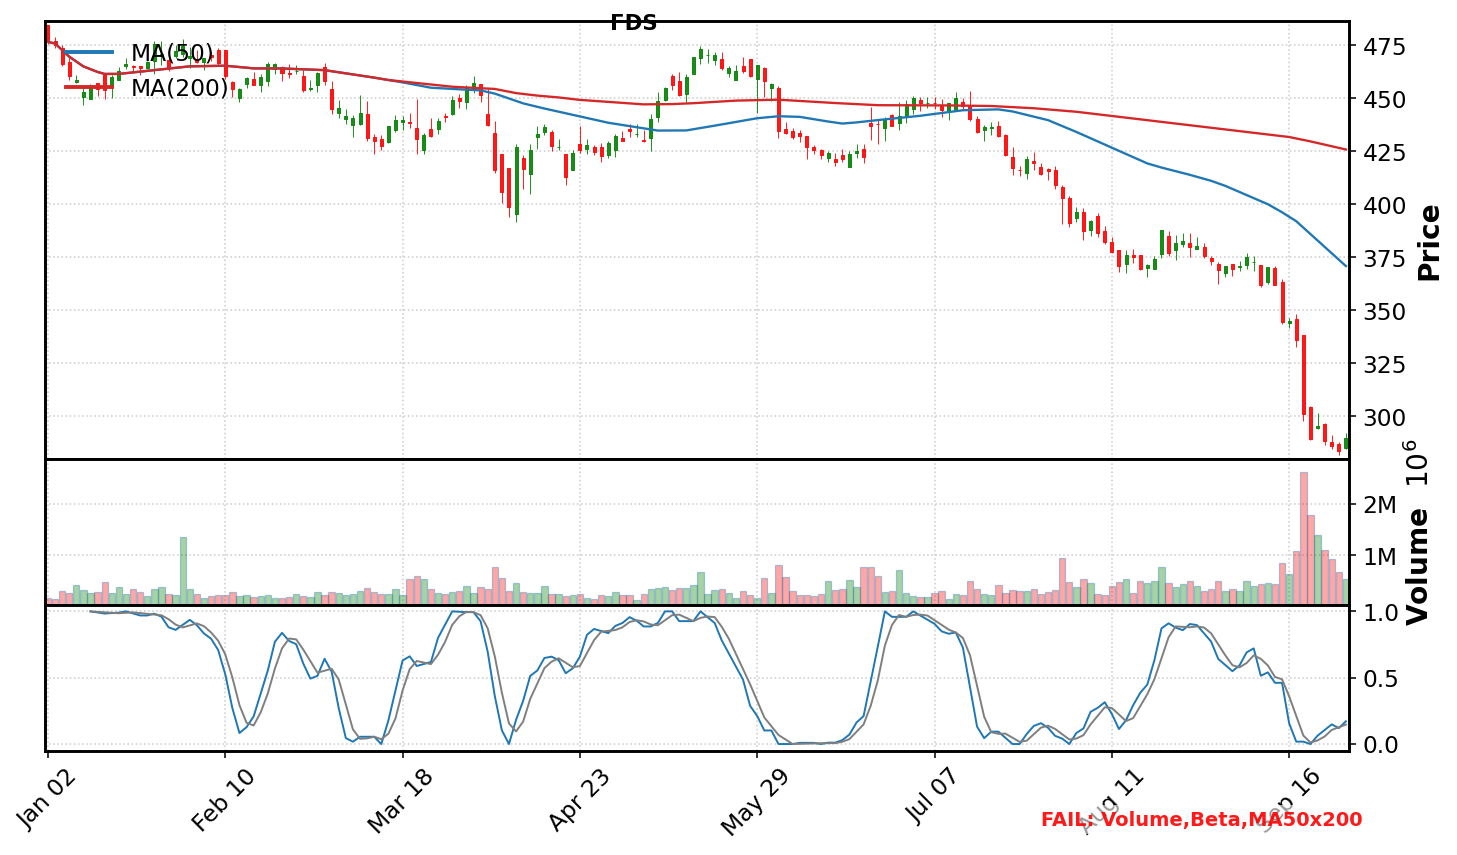 FDS
MA(50)
MA(200)
475
450
425
400
375
350
325
300
Price
10^6
2M
1M
Volume
1.0
0.5
0.0
Jan 02
Feb 10
Mar 18
Apr 23
May 29
Jul 07
Aug 11
Sep 16
FAIL: Volume,Beta,MA50x200